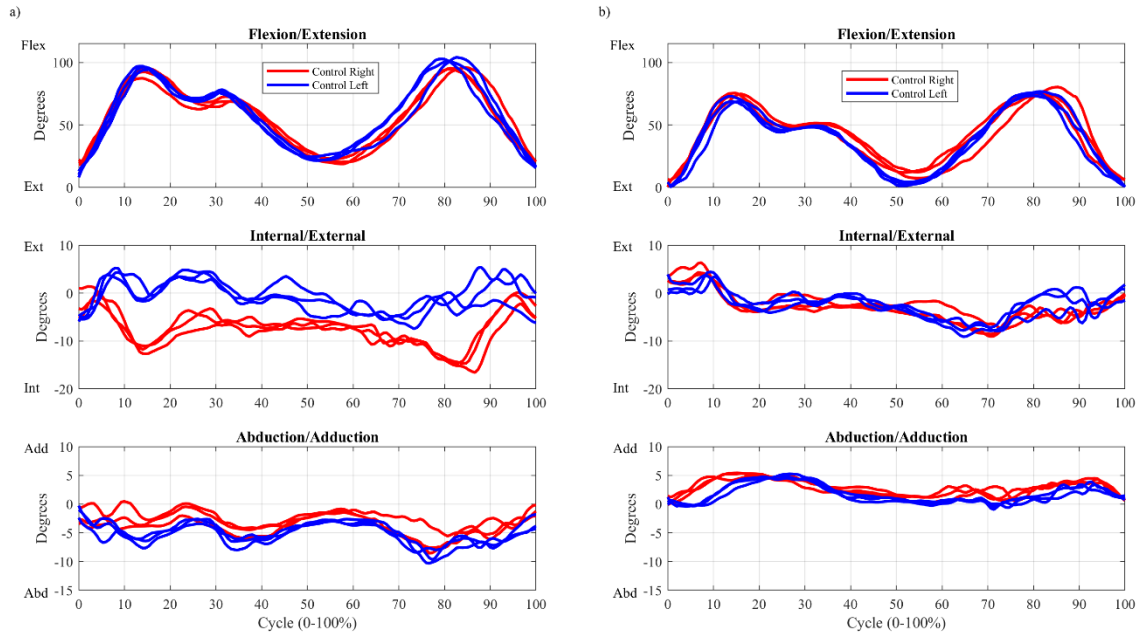 a)
Flexion/Extension
Flex
100
50
0
Ext
Degrees
Control Right
Control Left
0 10 20 30 40 50 60 70 80 90 100
Internal/External
Ext
10
0
-10
-20
Int
Degrees
0 10 20 30 40 50 60 70 80 90 100
Abduction/Adduction
Add
10
5
0
-5
-10
-15
Abd
Degrees
0 10 20 30 40 50 60 70 80 90 100
Cycle (0-100%)
b)
Flexion/Extension
Flex
100
50
0
Ext
Degrees
Control Right
Control Left
0 10 20 30 40 50 60 70 80 90 100
Internal/External
Ext
10
0
-10
-20
Int
Degrees
0 10 20 30 40 50 60 70 80 90 100
Abduction/Adduction
Add
10
5
0
-5
-10
-15
Abd
Degrees
0 10 20 30 40 50 60 70 80 90 100
Cycle (0-100%)